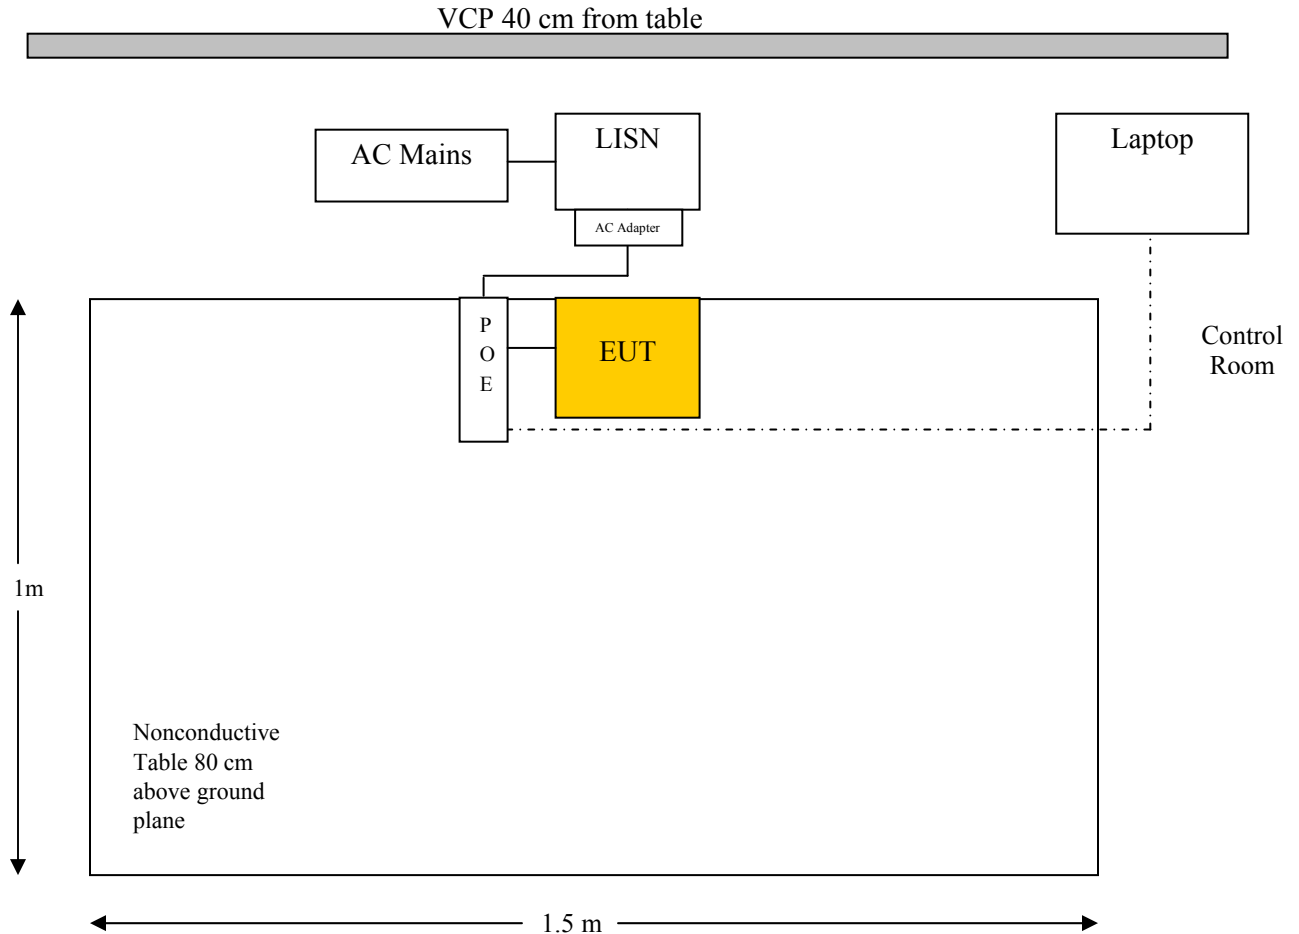 VCP 40 cm from table
AC Mains
LISN
Laptop
AC Adapter
P
O
E
EUT
Control
Room
1m
Nonconductive
Table 80 cm
above ground
plane
1.5 m